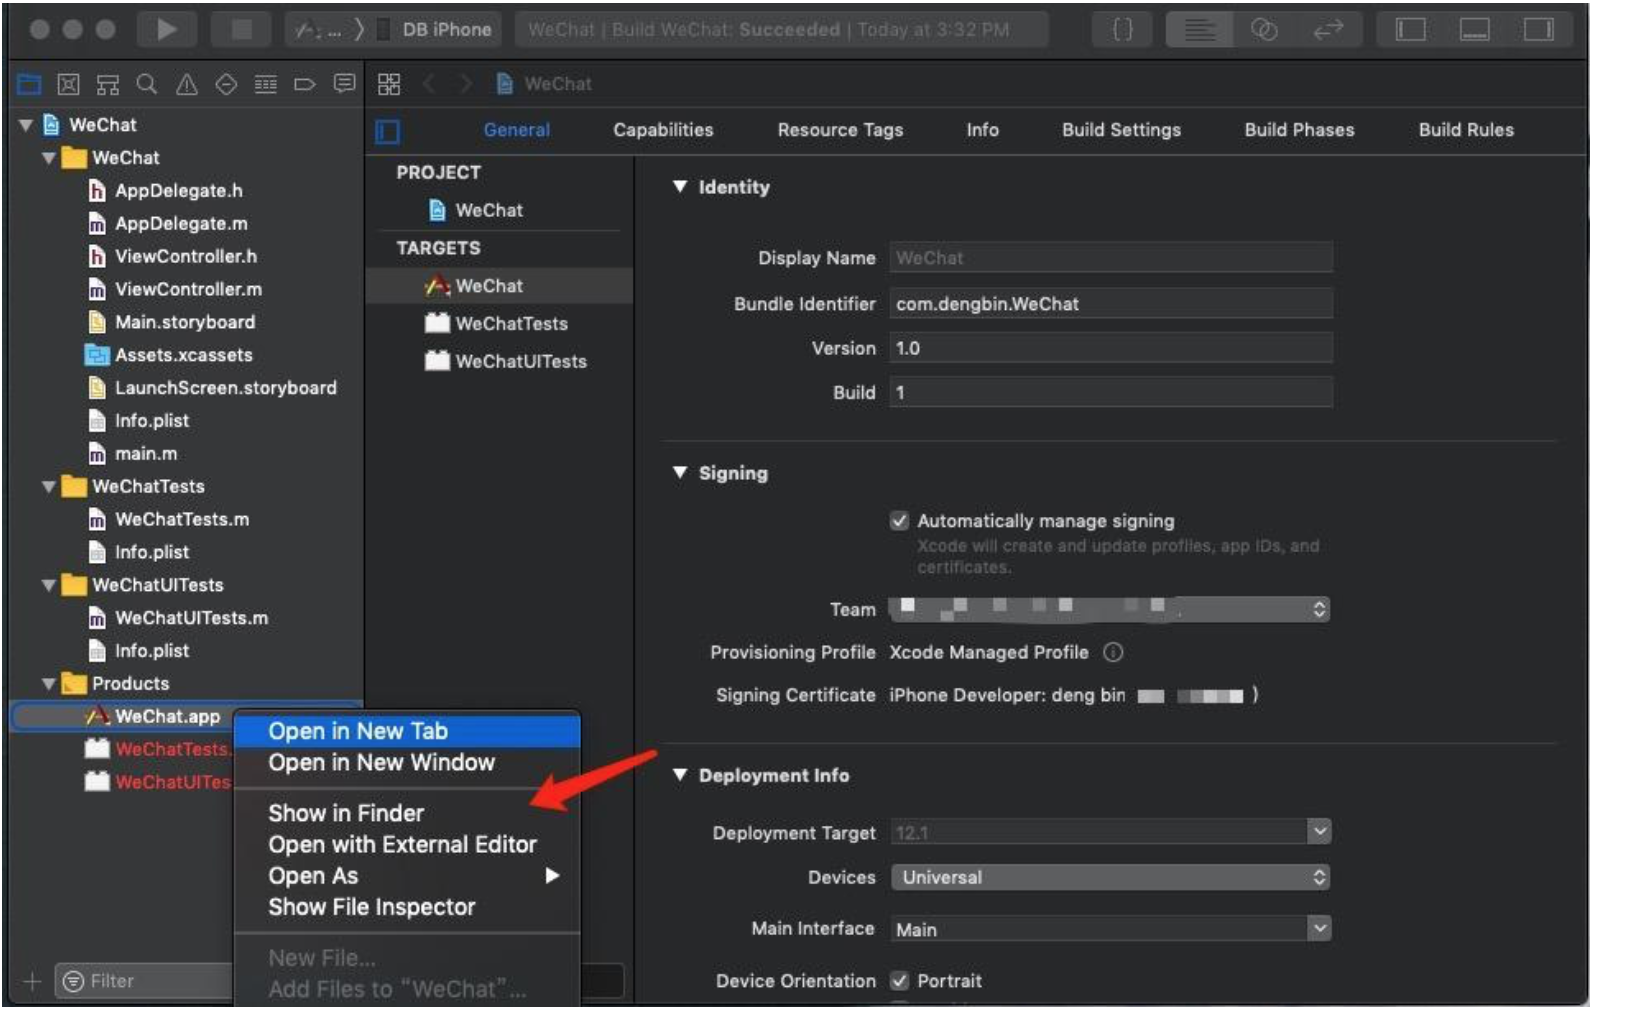 DB iPhone
WeChat | Build WeChat: Succeeded | Today at 3:32 PM
WeChat
General Capabilities Resource Tags Info Build Settings Build Phases Build Rules
WeChat
WeChat
AppDelegate.h
AppDelegate.m
ViewController.h
ViewController.m
Main.storyboard
Assets.xcassets
LaunchScreen.storyboard
Info.plist
main.m
WeChatTests
WeChatTests.m
Info.plist
WeChatUITests
WeChatUITests.m
Info.plist
Products
WeChat.app
WeChatTests.
WeChatUITes
Filter
PROJECT
WeChat
TARGETS
WeChat
WeChatTests
WeChatUITests
Identity
Display Name WeChat
Bundle Identifier com.dengbin.WeChat
Version 1.0
Build 1
Signing
Automatically manage signing
Xcode will create and update profiles, app IDs, and
certificates.
Team
Provisioning Profile Xcode Managed Profile
Signing Certificate iPhone Developer: deng bin )
Deployment Info
Deployment Target 12.1
Devices Universal
Main Interface Main
Device Orientation Portrait
Open in New Tab
Open in New Window
Show in Finder
Open with External Editor
Open As
Show File Inspector
New File...
Add Files to “WeChat”...